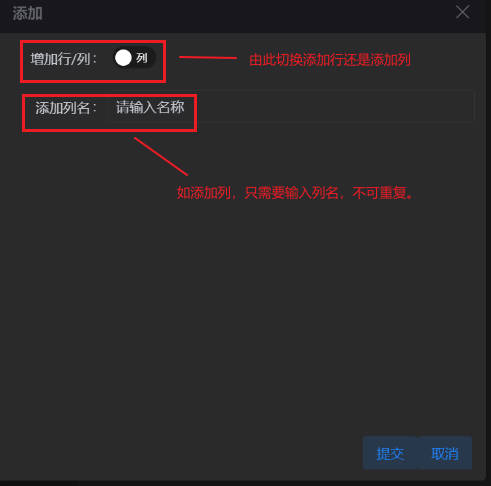 添加
增加行/列： 列
由此切换添加行还是添加列
添加列名： 请输入名称
如添加列，只需要输入列名，不可重复。
提交 取消